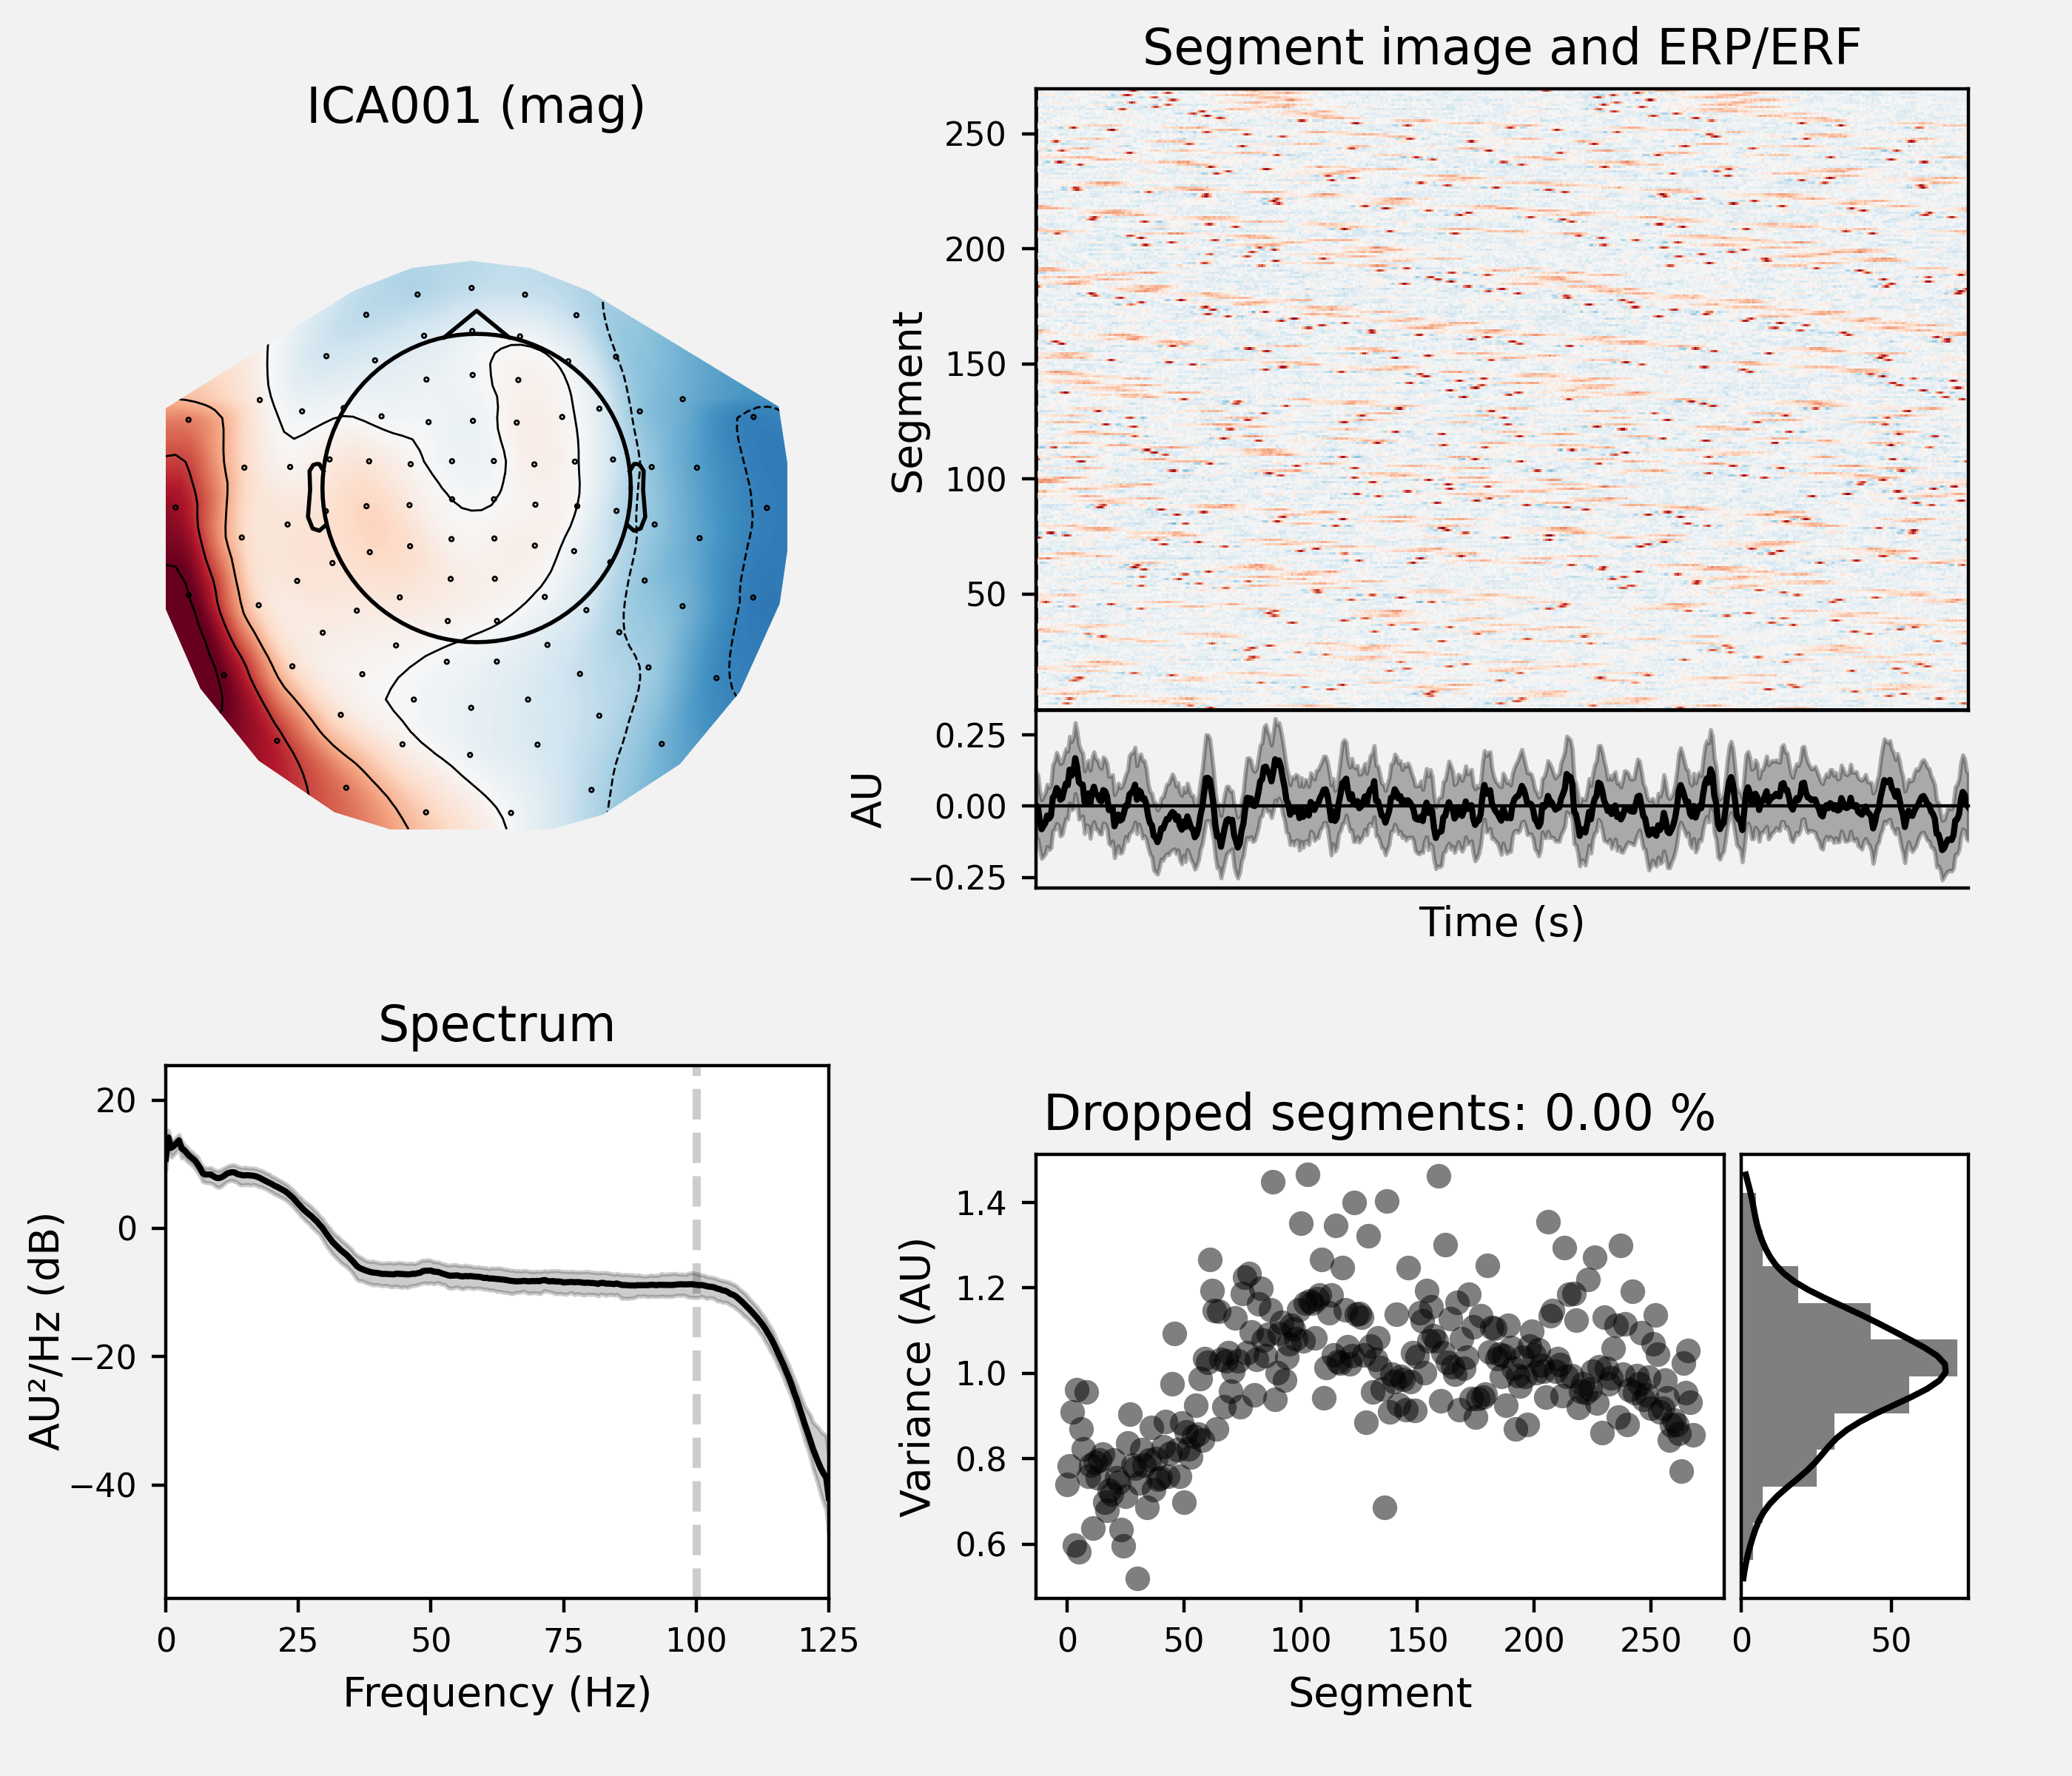 ICA001 (mag)
Segment image and ERP/ERF
Segment
250
200
150
100
50
AU
0.25
0.00
−0.25
Time (s)
Spectrum
AU²/Hz (dB)
20
0
−20
−40
0 25 50 75 100 125
Frequency (Hz)
Dropped segments: 0.00 %
Variance (AU)
1.4
1.2
1.0
0.8
0.6
0 50 100 150 200 250
Segment
0 50